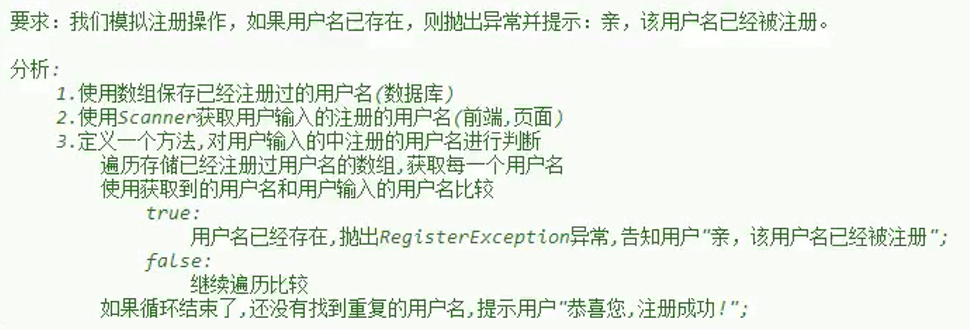 要求：我们模拟注册操作，如果用户名已存在，则抛出异常并提示：亲，该用户名已经被注册。
分析：
1.使用数组保存已经注册过的用户名(数据库)
2.使用Scanner获取用户输入的注册的用户名(前端,页面)
3.定义一个方法,对用户输入的中注册的用户名进行判断
遍历存储已经注册过用户名的数组,获取每一个用户名
使用获取到的用户名和用户输入的用户名比较
true:
用户名已经存在,抛出RegisterException异常,告知用户"亲，该用户名已经被注册";
false:
继续遍历比较
如果循环结束了,还没有找到重复的用户名,提示用户"恭喜您,注册成功!";